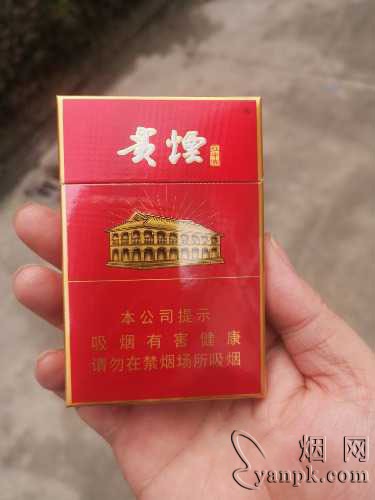 贵烟
本公司提示
吸烟有害健康
请勿在禁烟场所吸烟
烟网
yanpk.com